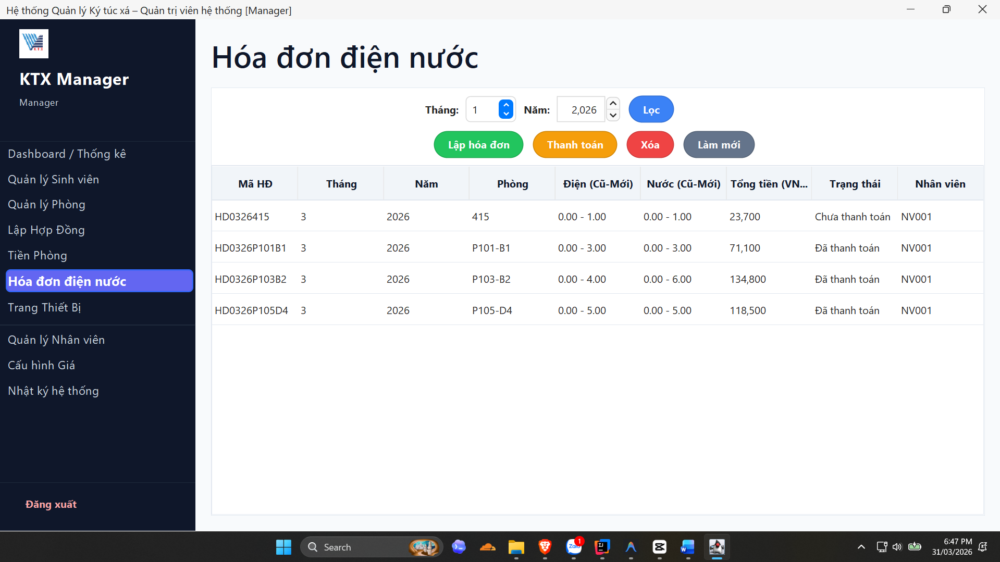 Hệ thống Quản lý Ký túc xá – Quản trị viên hệ thống [Manager]
KTX
KTX Manager
Manager
Dashboard / Thống kê
Quản lý Sinh viên
Quản lý Phòng
Lập Hợp Đồng
Tiền Phòng
Hóa đơn điện nước
Trang Thiết Bị
Quản lý Nhân viên
Cấu hình Giá
Nhật ký hệ thống
Đăng xuất
Hóa đơn điện nước
Tháng: 1 Năm: 2,026 Lọc
Lập hóa đơn Thanh toán Xóa Làm mới
Mã HĐ Tháng Năm Phòng Điện (Cũ-Mới) Nước (Cũ-Mới) Tổng tiền (VN... Trạng thái Nhân viên
HD0326415 3 2026 415 0.00 - 1.00 0.00 - 1.00 23,700 Chưa thanh toán NV001
HD0326P101B1 3 2026 P101-B1 0.00 - 3.00 0.00 - 3.00 71,100 Đã thanh toán NV001
HD0326P103B2 3 2026 P103-B2 0.00 - 4.00 0.00 - 6.00 134,800 Đã thanh toán NV001
HD0326P105D4 3 2026 P105-D4 0.00 - 5.00 0.00 - 5.00 118,500 Đã thanh toán NV001
Search
Zalo 1
IJ
W
6:47 PM
31/03/2026